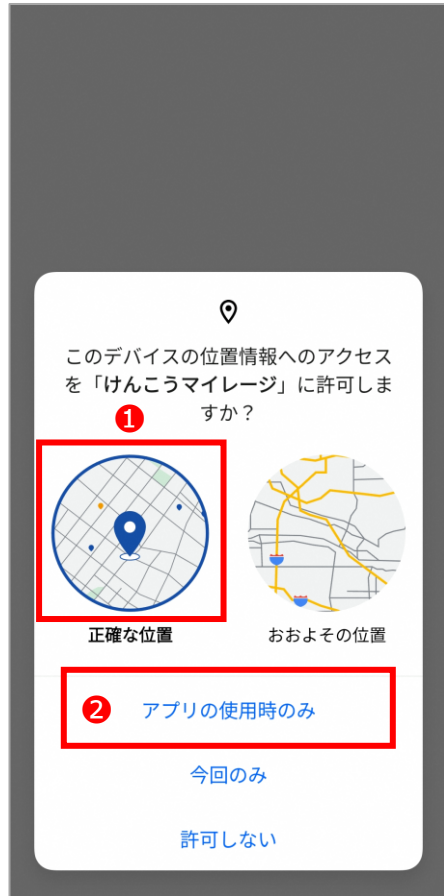 このデバイスの位置情報へのアクセス
を「けんこうマイレージ」に許可しま
すか？
❶
正確な位置
おおよその位置
❷ アプリの使用時のみ
今回のみ
許可しない